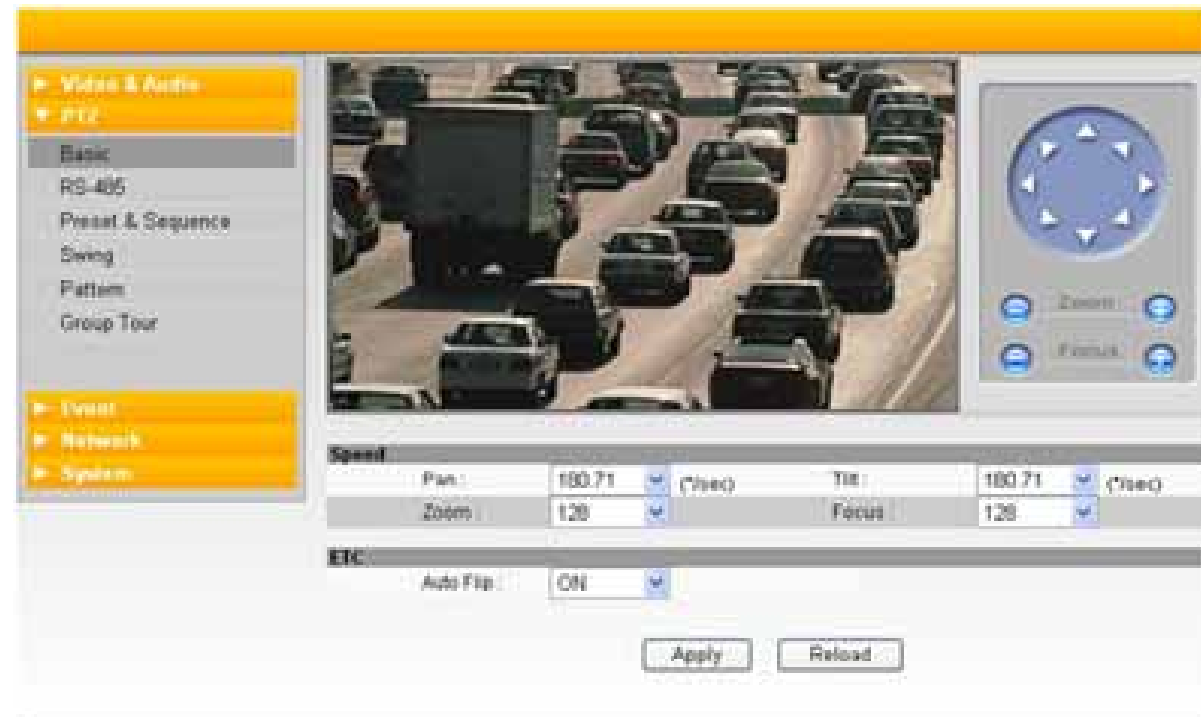 Video & Audio
PTZ
Basic
RS-485
Preset & Sequence
Swing
Pattern
Group Tour
Event
Network
System
Zoom
Focus
Speed
Pan : 180.71 (°/sec) Tilt : 180.71 (°/sec)
Zoom : 128 Focus : 128
ETC
Auto Flip : ON
Apply Reload